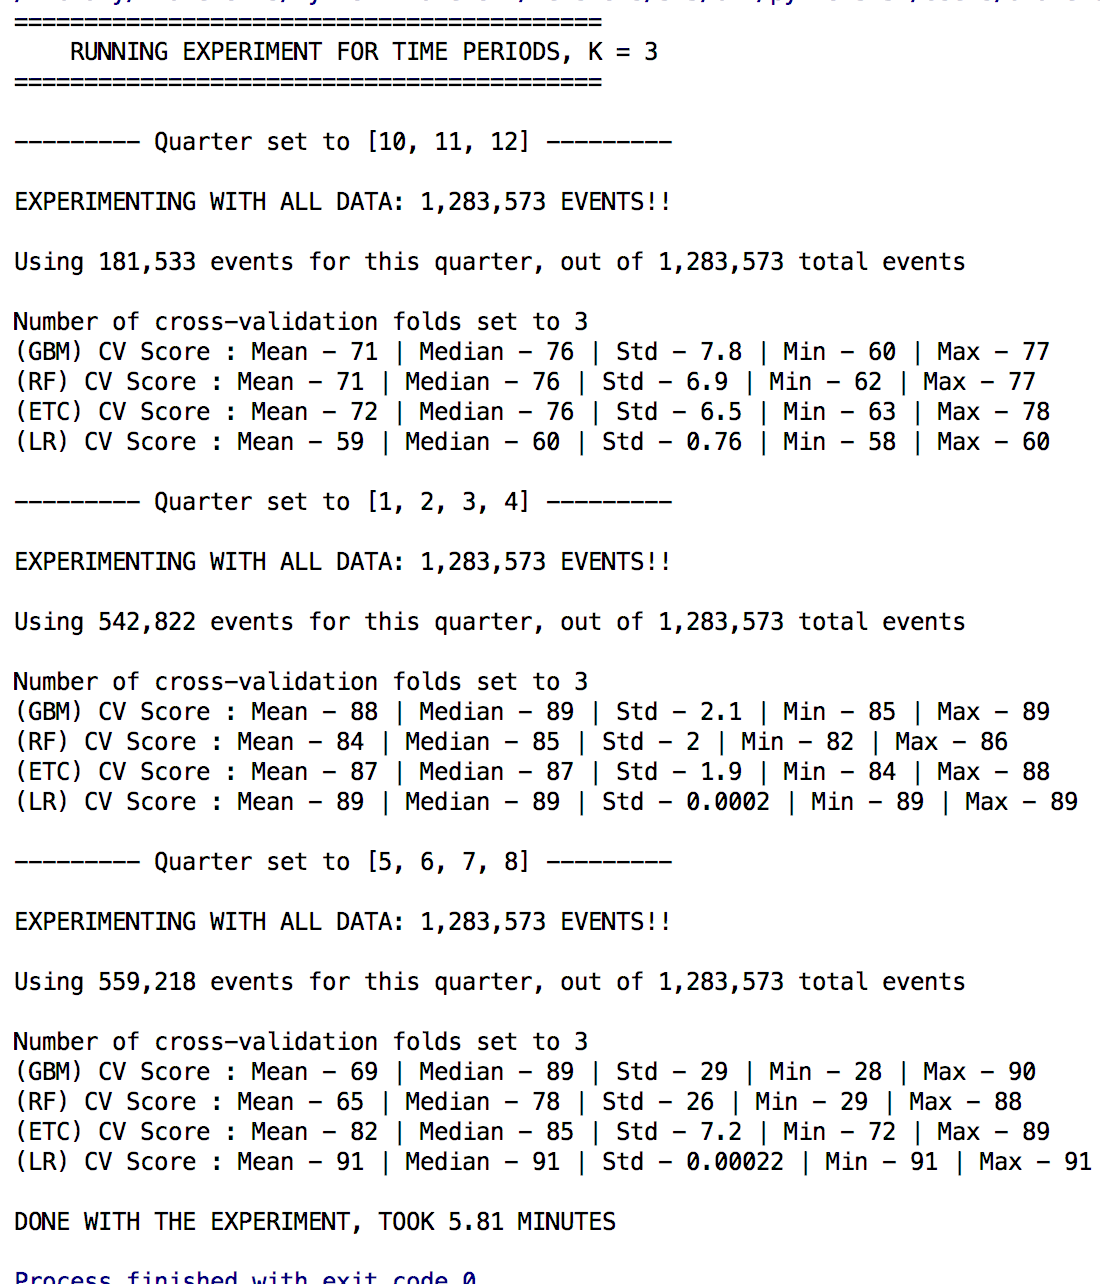 ==========================================
RUNNING EXPERIMENT FOR TIME PERIODS, K = 3
==========================================
--------- Quarter set to [10, 11, 12] ---------
EXPERIMENTING WITH ALL DATA: 1,283,573 EVENTS!!
Using 181,533 events for this quarter, out of 1,283,573 total events
Number of cross-validation folds set to 3
(GBM) CV Score : Mean - 71 | Median - 76 | Std - 7.8 | Min - 60 | Max - 77
(RF) CV Score : Mean - 71 | Median - 76 | Std - 6.9 | Min - 62 | Max - 77
(ETC) CV Score : Mean - 72 | Median - 76 | Std - 6.5 | Min - 63 | Max - 78
(LR) CV Score : Mean - 59 | Median - 60 | Std - 0.76 | Min - 58 | Max - 60
--------- Quarter set to [1, 2, 3, 4] ---------
EXPERIMENTING WITH ALL DATA: 1,283,573 EVENTS!!
Using 542,822 events for this quarter, out of 1,283,573 total events
Number of cross-validation folds set to 3
(GBM) CV Score : Mean - 88 | Median - 89 | Std - 2.1 | Min - 85 | Max - 89
(RF) CV Score : Mean - 84 | Median - 85 | Std - 2 | Min - 82 | Max - 86
(ETC) CV Score : Mean - 87 | Median - 87 | Std - 1.9 | Min - 84 | Max - 88
(LR) CV Score : Mean - 89 | Median - 89 | Std - 0.0002 | Min - 89 | Max - 89
--------- Quarter set to [5, 6, 7, 8] ---------
EXPERIMENTING WITH ALL DATA: 1,283,573 EVENTS!!
Using 559,218 events for this quarter, out of 1,283,573 total events
Number of cross-validation folds set to 3
(GBM) CV Score : Mean - 69 | Median - 89 | Std - 29 | Min - 28 | Max - 90
(RF) CV Score : Mean - 65 | Median - 78 | Std - 26 | Min - 29 | Max - 88
(ETC) CV Score : Mean - 82 | Median - 85 | Std - 7.2 | Min - 72 | Max - 89
(LR) CV Score : Mean - 91 | Median - 91 | Std - 0.00022 | Min - 91 | Max - 91
DONE WITH THE EXPERIMENT, TOOK 5.81 MINUTES
Process finished with exit code 0